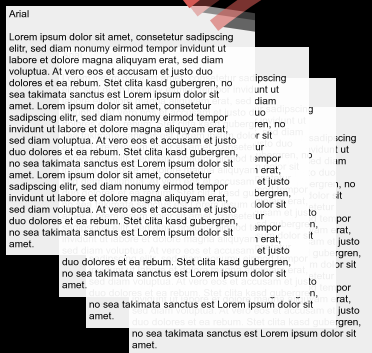 Arial
Lorem ipsum dolor sit amet, consetetur sadipscing
elitr, sed diam nonumy eirmod tempor invidunt ut
labore et dolore magna aliquyam erat, sed diam
voluptua. At vero eos et accusam et justo duo
dolores et ea rebum. Stet clita kasd gubergren, no
sea takimata sanctus est Lorem ipsum dolor sit
amet. Lorem ipsum dolor sit amet, consetetur
sadipscing elitr, sed diam nonumy eirmod tempor
invidunt ut labore et dolore magna aliquyam erat,
sed diam voluptua. At vero eos et accusam et justo
duo dolores et ea rebum. Stet clita kasd gubergren,
no sea takimata sanctus est Lorem ipsum dolor sit
amet. Lorem ipsum dolor sit amet, consetetur
sadipscing elitr, sed diam nonumy eirmod tempor
invidunt ut labore et dolore magna aliquyam erat,
sed diam voluptua. At vero eos et accusam et justo
duo dolores et ea rebum. Stet clita kasd gubergren,
no sea takimata sanctus est Lorem ipsum dolor sit
amet.
duo dolores et ea rebum. Stet clita kasd gubergren,
no sea takimata sanctus est Lorem ipsum dolor sit
amet.
no sea takimata sanctus est Lorem ipsum dolor sit
amet.
no sea takimata sanctus est Lorem ipsum dolor sit
amet.